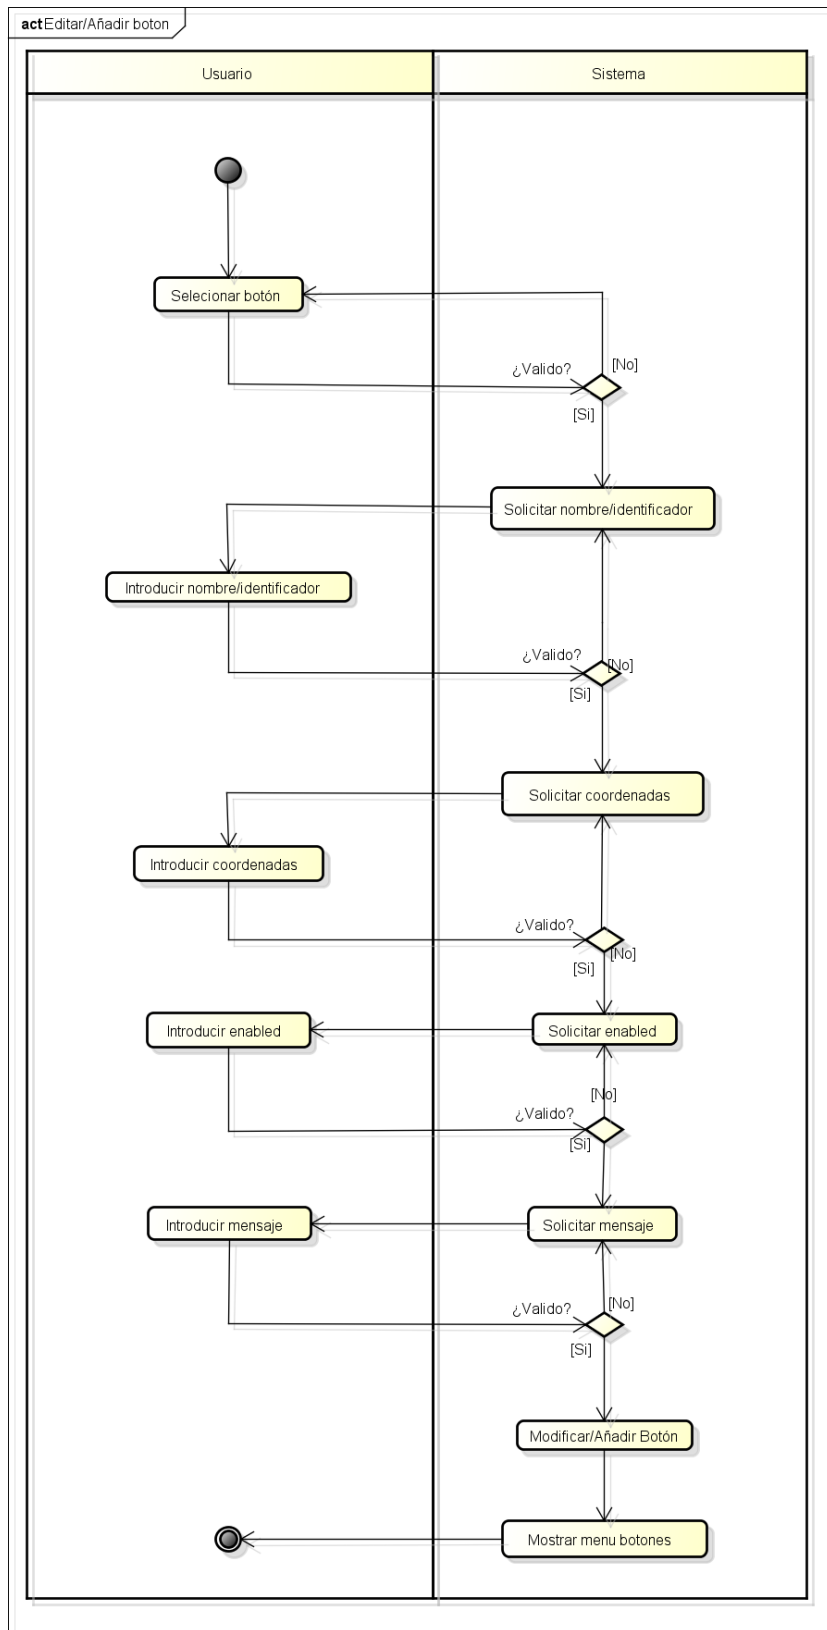 act Editar/Añadir boton
Usuario
Sistema
Selecionar botón
¿Valido?
[No]
[Si]
Solicitar nombre/identificador
Introducir nombre/identificador
¿Valido?
[No]
[Si]
Solicitar coordenadas
Introducir coordenadas
¿Valido?
[No]
[Si]
Introducir enabled
Solicitar enabled
[No]
¿Valido?
[Si]
Introducir mensaje
Solicitar mensaje
[No]
¿Valido?
[Si]
Modificar/Añadir Botón
Mostrar menu botones